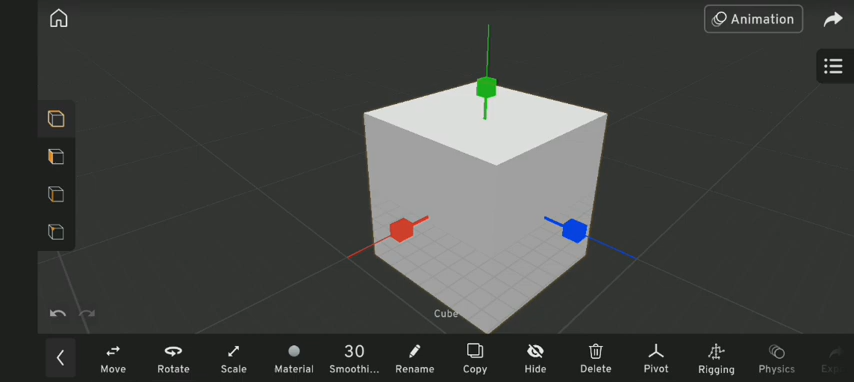 Animation
Cube
Move
Rotate
Scale
Material
30
Smoothi...
Rename
Copy
Hide
Delete
Pivot
Rigging
Physics